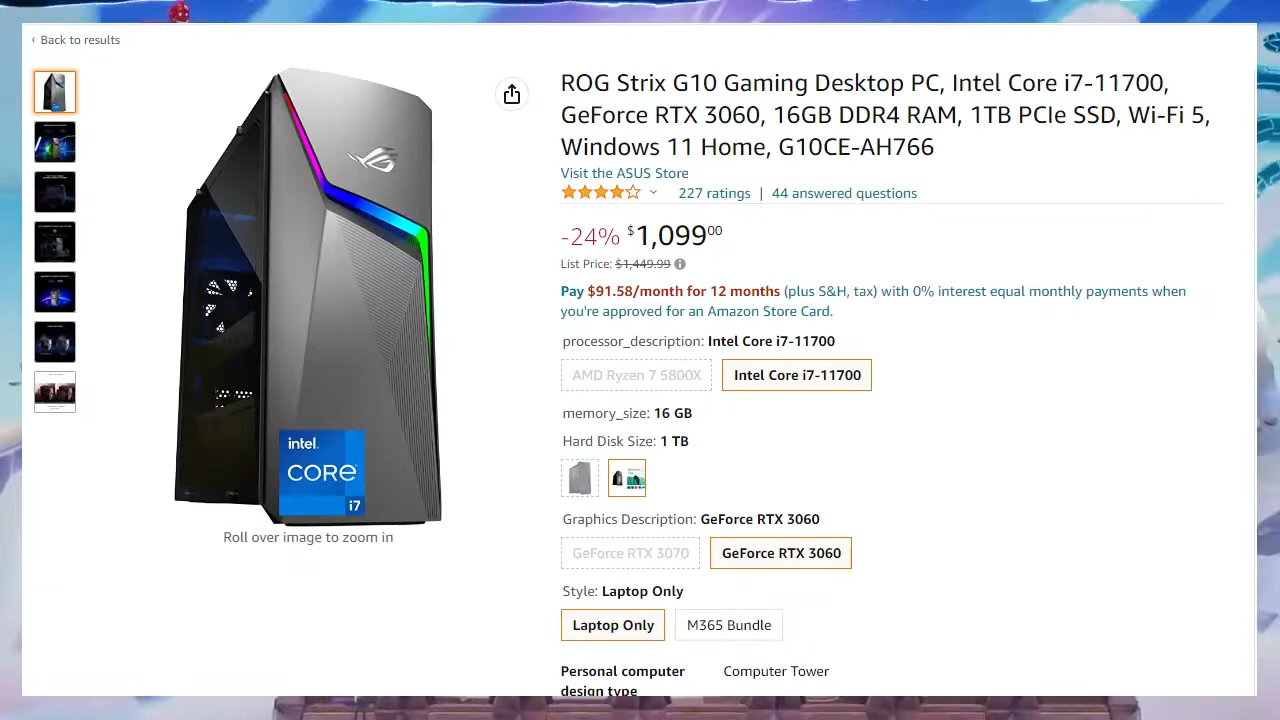 ‹ Back to results
ROG Strix G10 Gaming Desktop PC, Intel Core i7-11700,
GeForce RTX 3060, 16GB DDR4 RAM, 1TB PCIe SSD, Wi-Fi 5,
Windows 11 Home, G10CE-AH766
Visit the ASUS Store
227 ratings | 44 answered questions
-24% $1,09900
List Price: $1,449.99
Pay $91.58/month for 12 months (plus S&H, tax) with 0% interest equal monthly payments when
you're approved for an Amazon Store Card.
processor_description: Intel Core i7-11700
AMD Ryzen 7 5800X
Intel Core i7-11700
memory_size: 16 GB
Hard Disk Size: 1 TB
Graphics Description: GeForce RTX 3060
GeForce RTX 3070
GeForce RTX 3060
Style: Laptop Only
Laptop Only
M365 Bundle
Personal computer
design type
Computer Tower
intel.
CORE
i7
Roll over image to zoom in